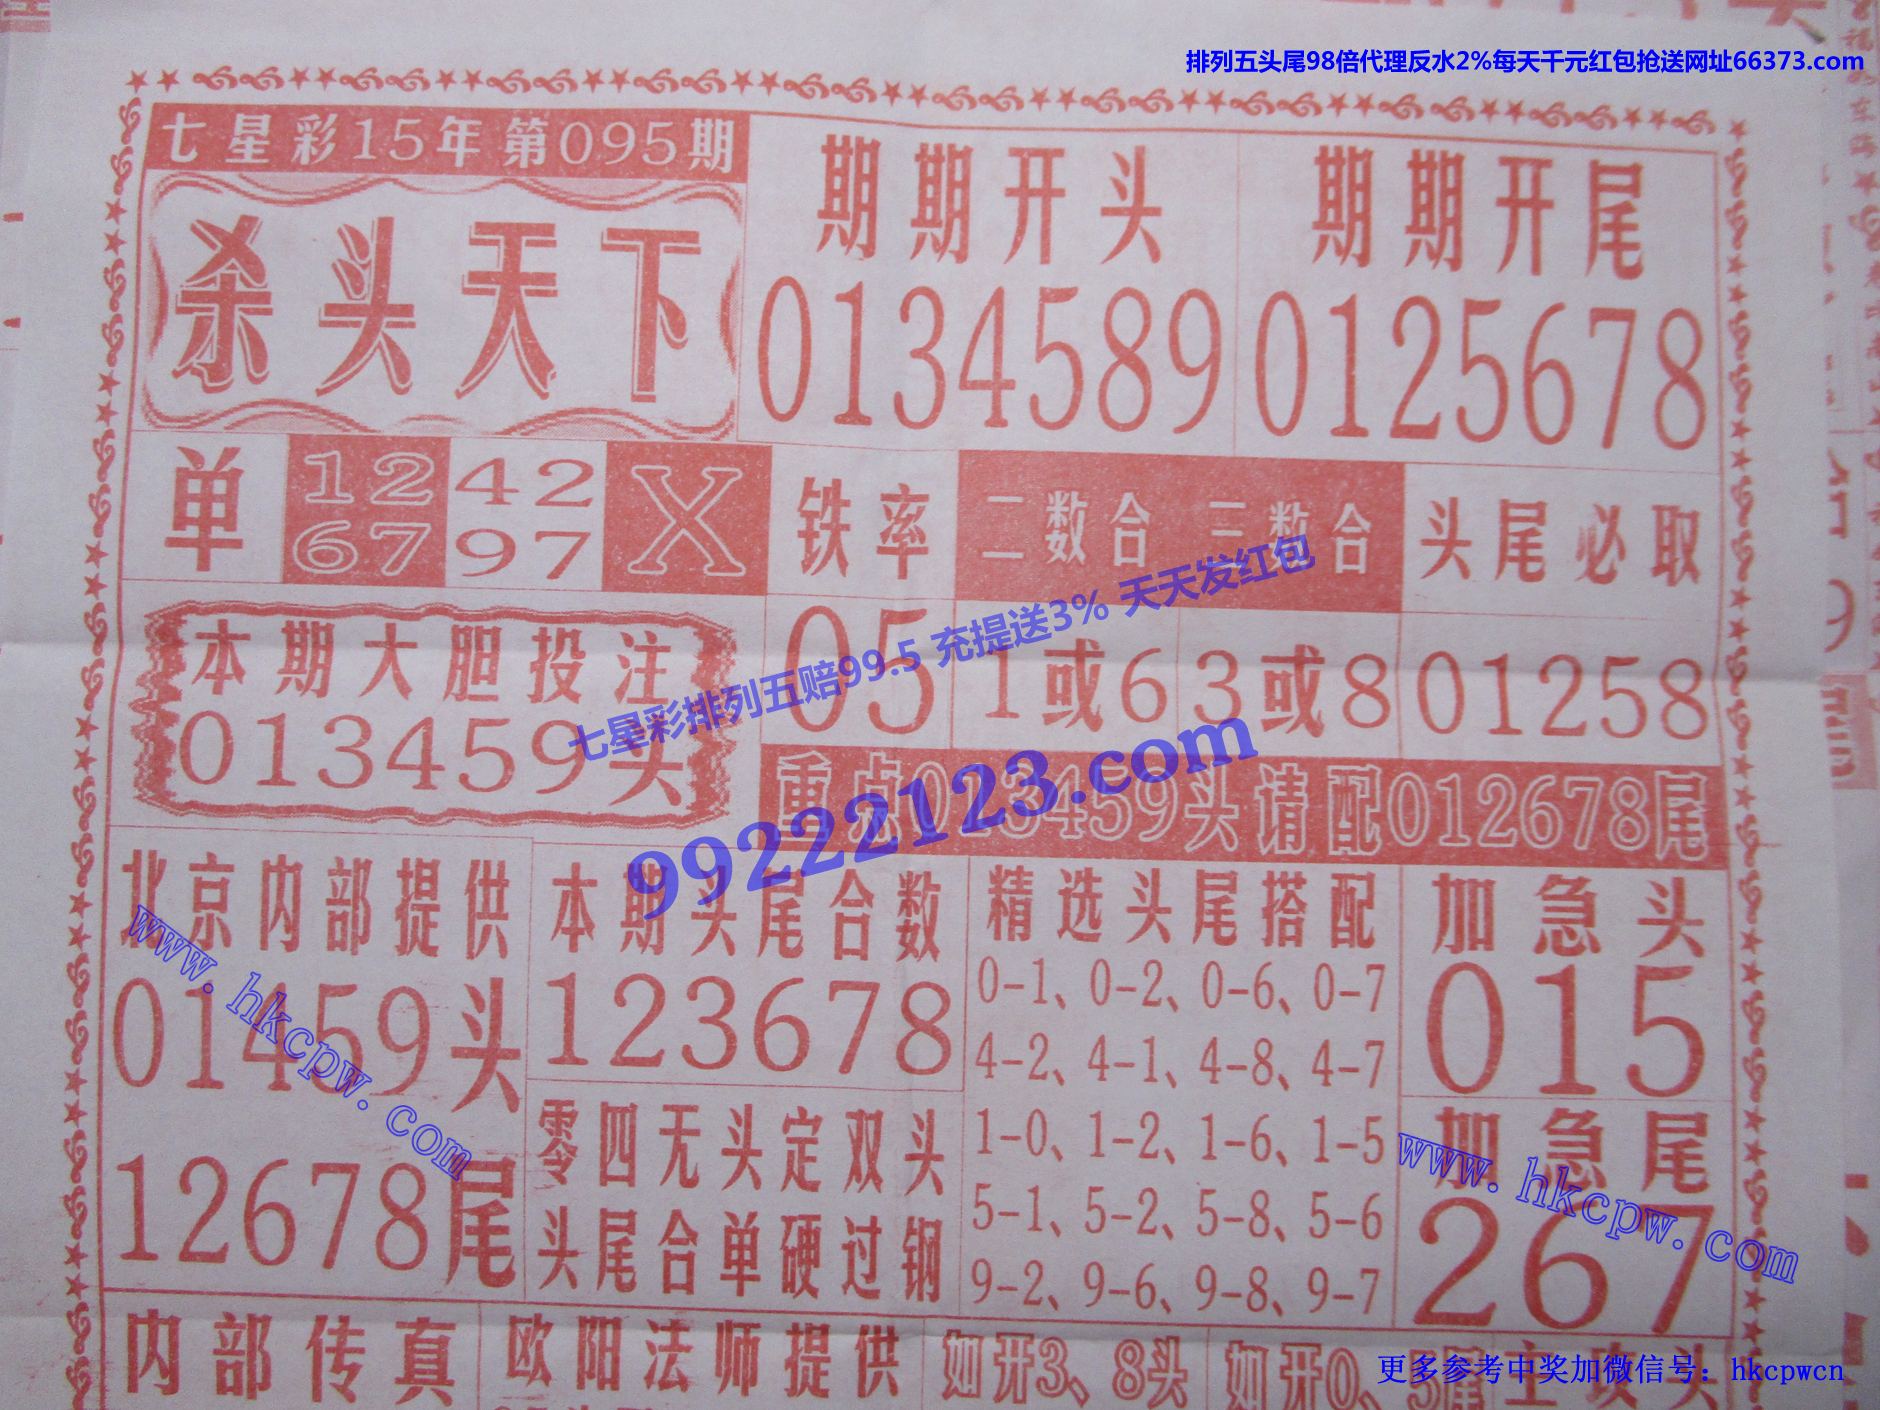 排列五头尾98倍代理反水2%每天千元红包抢送网址66373.com
七星彩15年第095期
杀头天下
期期开头
0134589
期期开尾
0125678
单
12
67
42
97
X
铁率
二数合
三数合
头尾必取
05
1或6
3或8
01258
本期大胆投注
013459头
七星彩排列五赔99.5 充提送3% 天天发红包
99222123.com
重点013459头请配012678尾
北京内部提供
01459头
12678尾
www.hkcpw.com
本期头尾合数
123678
零四无头定双头
头尾合单硬过钢
精选头尾搭配
0-1、0-2、0-6、0-7
4-2、4-1、4-8、4-7
1-0、1-2、1-6、1-5
5-1、5-2、5-8、5-6
9-2、9-6、9-8、9-7
加急头
015
加急尾
267
www.hkcpw.com
内部传真
欧阳法师提供
如开3、8头
如开0、5尾
主攻头
更多参考中奖加微信号：hkcpwcn